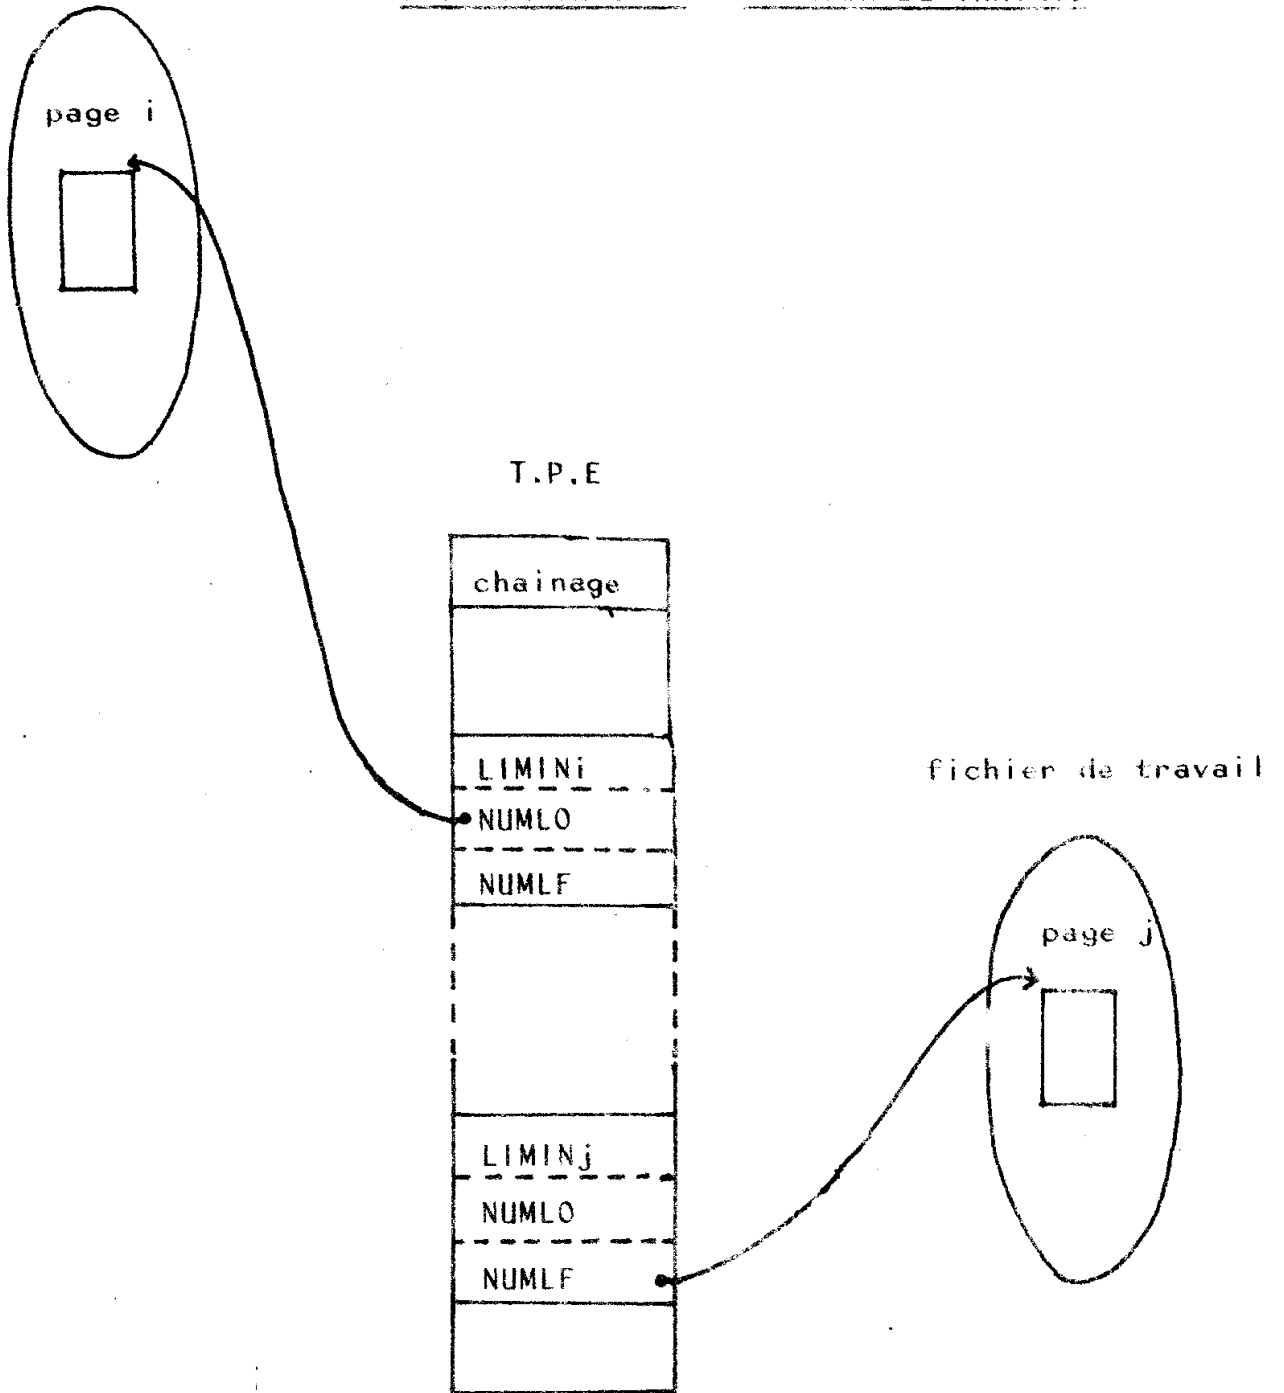 page i
T.P.E
chainage
LIMINi
NUMLO
NUMLF
fichier de travail
page j
LIMINj
NUMLO
NUMLF